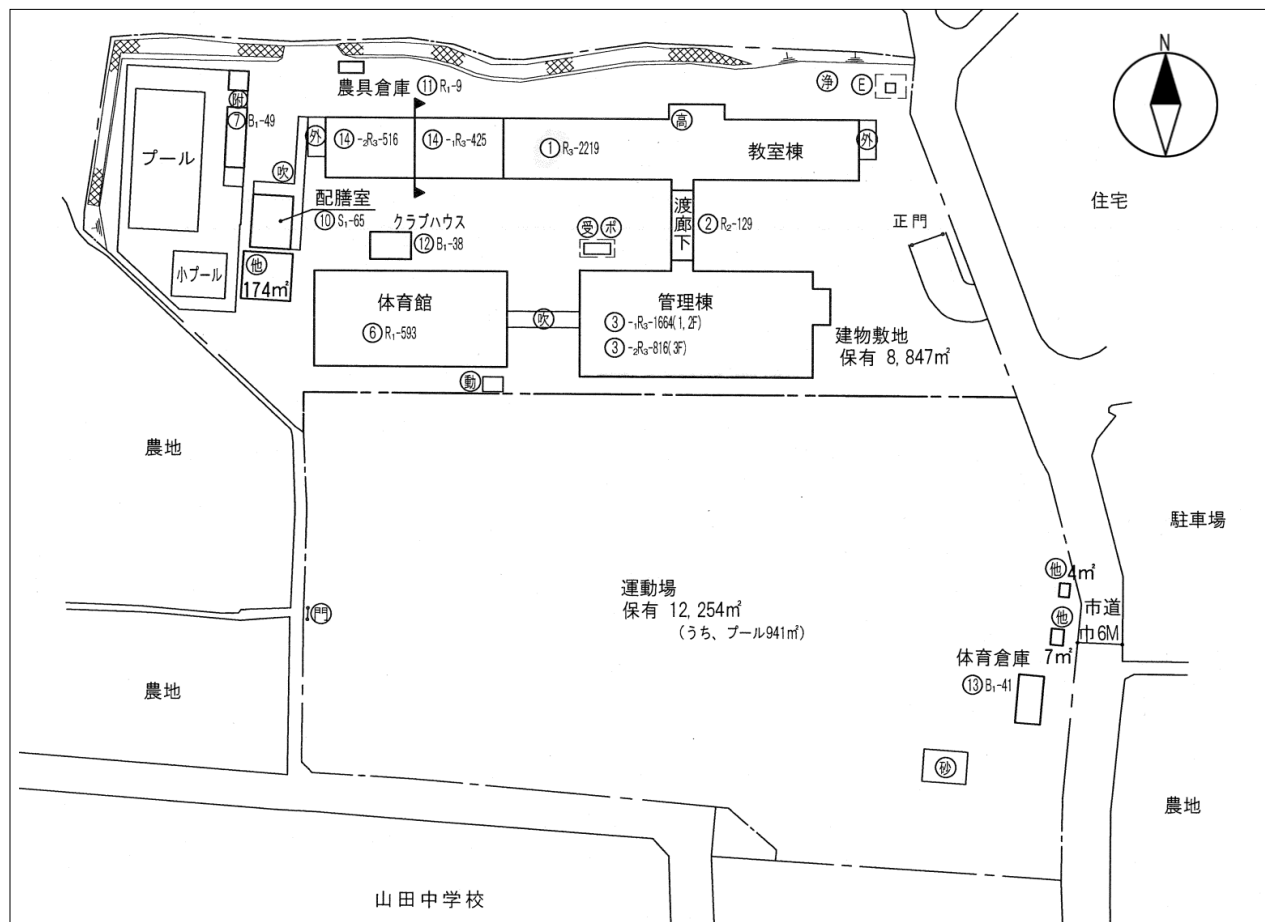 N
農具倉庫 ⑪R₁-9
浄 E
附
⑦B₁-49
プール
外
⑭-₂R₃-516
⑭-₁R₃-425
①R₃-2219
高
教室棟
外
吹
配膳室
⑩S₁-65
クラブハウス
⑫B₁-38
受 ポ
渡廊下
②R₂-129
正門
住宅
他
174㎡
小プール
体育館
⑥R₁-593
吹
管理棟
③-₁R₃-1664(1,2F)
③-₂R₃-816(3F)
建物敷地
保有 8,847㎡
動
農地
駐車場
運動場
保有 12,254㎡
(うち、プール941㎡)
門
他 4㎡
他
7㎡
市道
巾6M
体育倉庫
⑬B₁-41
農地
砂
農地
山田中学校